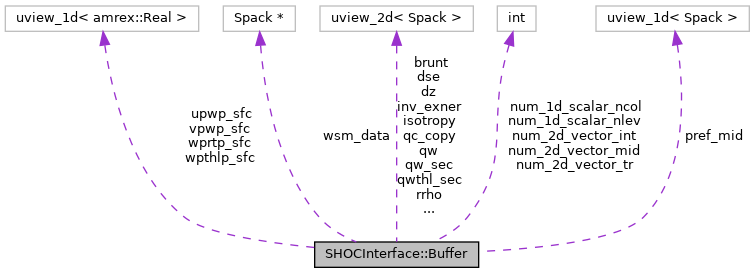 uview_1d< amrex::Real >
Spack *
uview_2d< Spack >
int
uview_1d< Spack >
upwp_sfc
vpwp_sfc
wprtp_sfc
wpthlp_sfc
wsm_data
brunt
dse
dz
inv_exner
isotropy
qc_copy
qw
qw_sec
qwthl_sec
rrho
...
num_1d_scalar_ncol
num_1d_scalar_nlev
num_2d_vector_int
num_2d_vector_mid
num_2d_vector_tr
pref_mid
SHOCInterface::Buffer